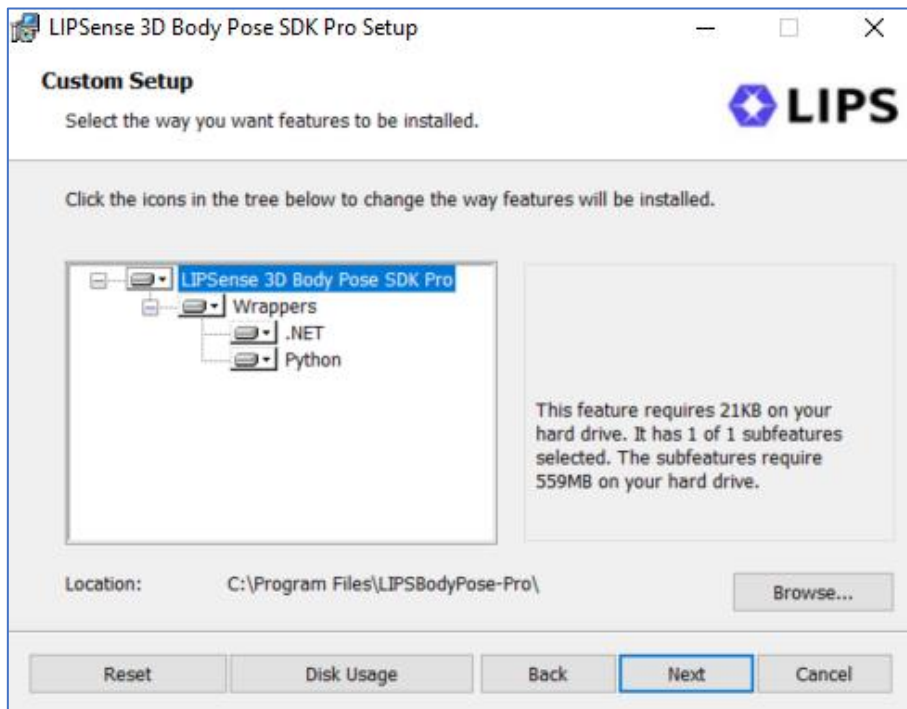 LIPSense 3D Body Pose SDK Pro Setup
Custom Setup
Select the way you want features to be installed.
LIPS
Click the icons in the tree below to change the way features will be installed.
LIPSense 3D Body Pose SDK Pro
Wrappers
.NET
Python
This feature requires 21KB on your
hard drive. It has 1 of 1 subfeatures
selected. The subfeatures require
559MB on your hard drive.
Location: C:\Program Files\LIPSBodyPose-Pro\
Browse...
Reset Disk Usage Back Next Cancel